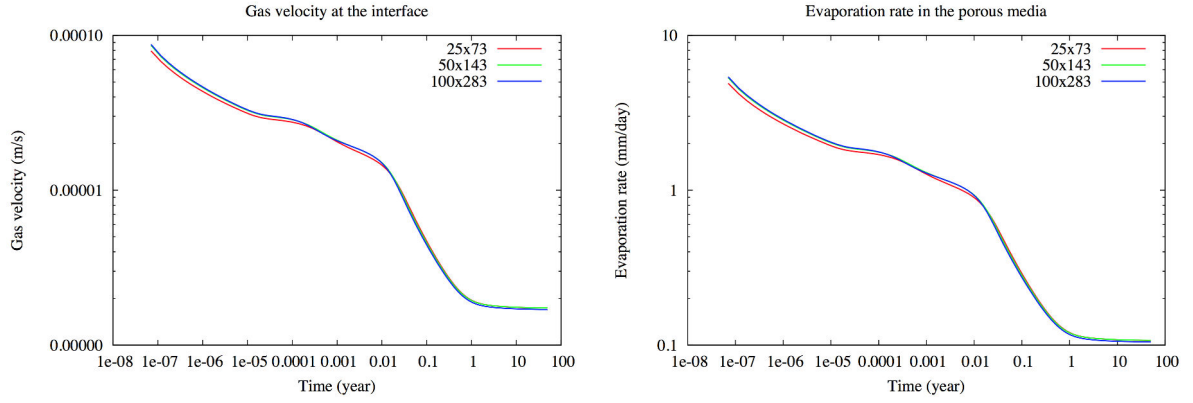 Gas velocity at the interface
0.00010
0.00001
0.00000
Gas velocity (m/s)
25x73
50x143
100x283
1e-08 1e-07 1e-06 1e-05 0.0001 0.001 0.01 0.1 1 10 100
Time (year)
Evaporation rate in the porous media
10
1
0.1
Evaporation rate (mm/day)
25x73
50x143
100x283
1e-08 1e-07 1e-06 1e-05 0.0001 0.001 0.01 0.1 1 10 100
Time (year)